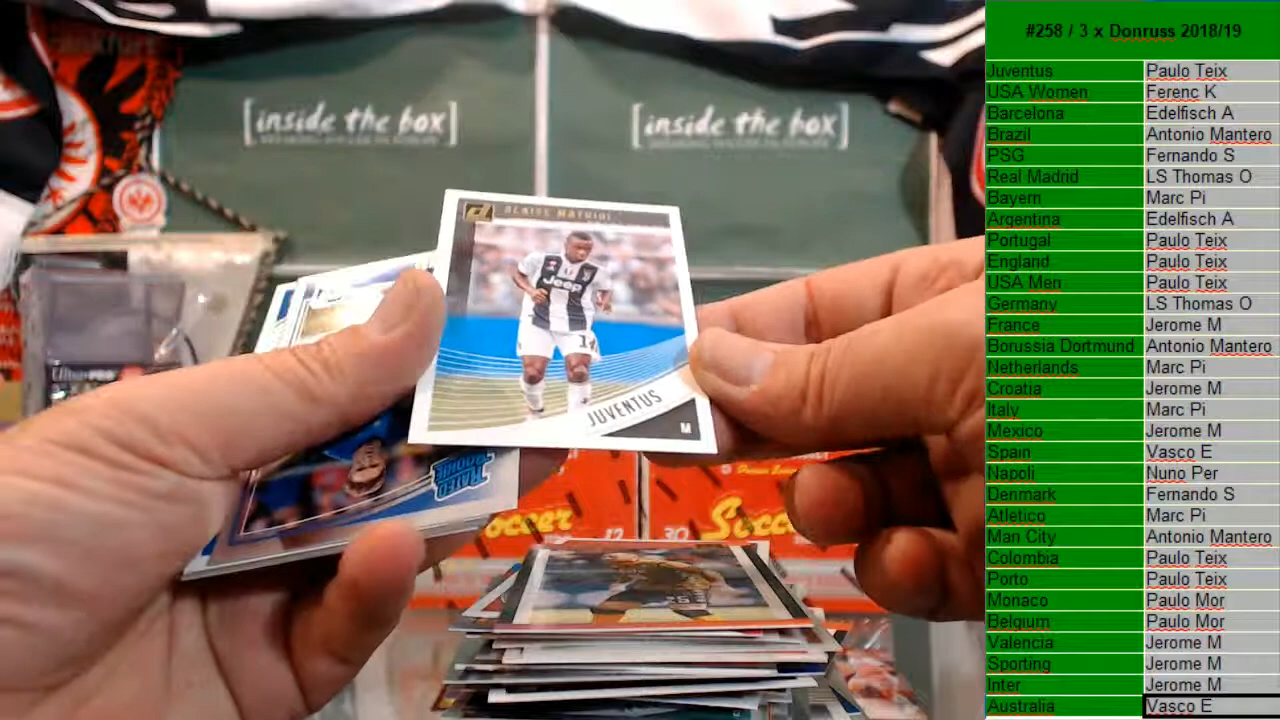 #258 / 3 x Donruss 2018/19
Juventus Paulo Teix
USA Women Ferenc K
Barcelona Edelfisch A
Brazil Antonio Mantero
PSG Fernando S
Real Madrid LS Thomas O
Bayern Marc Pi
Argentina Edelfisch A
Portugal Paulo Teix
England Paulo Teix
USA Men Paulo Teix
Germany LS Thomas O
France Jerome M
Borussia Dortmund Antonio Mantero
Netherlands Marc Pi
Croatia Jerome M
Italy Marc Pi
Mexico Jerome M
Spain Vasco E
Napoli Nuno Per
Denmark Fernando S
Atletico Marc Pi
Man City Antonio Mantero
Colombia Paulo Teix
Porto Paulo Teix
Monaco Paulo Mor
Belgium Paulo Mor
Valencia Jerome M
Sporting Jerome M
Inter Jerome M
Australia Vasco E
[inside the box] [inside the box]
BLAISE MATUIDI
Jeep
14
JUVENTUS
M
RATED ROOKIE
Soccer 12
30 Soccer